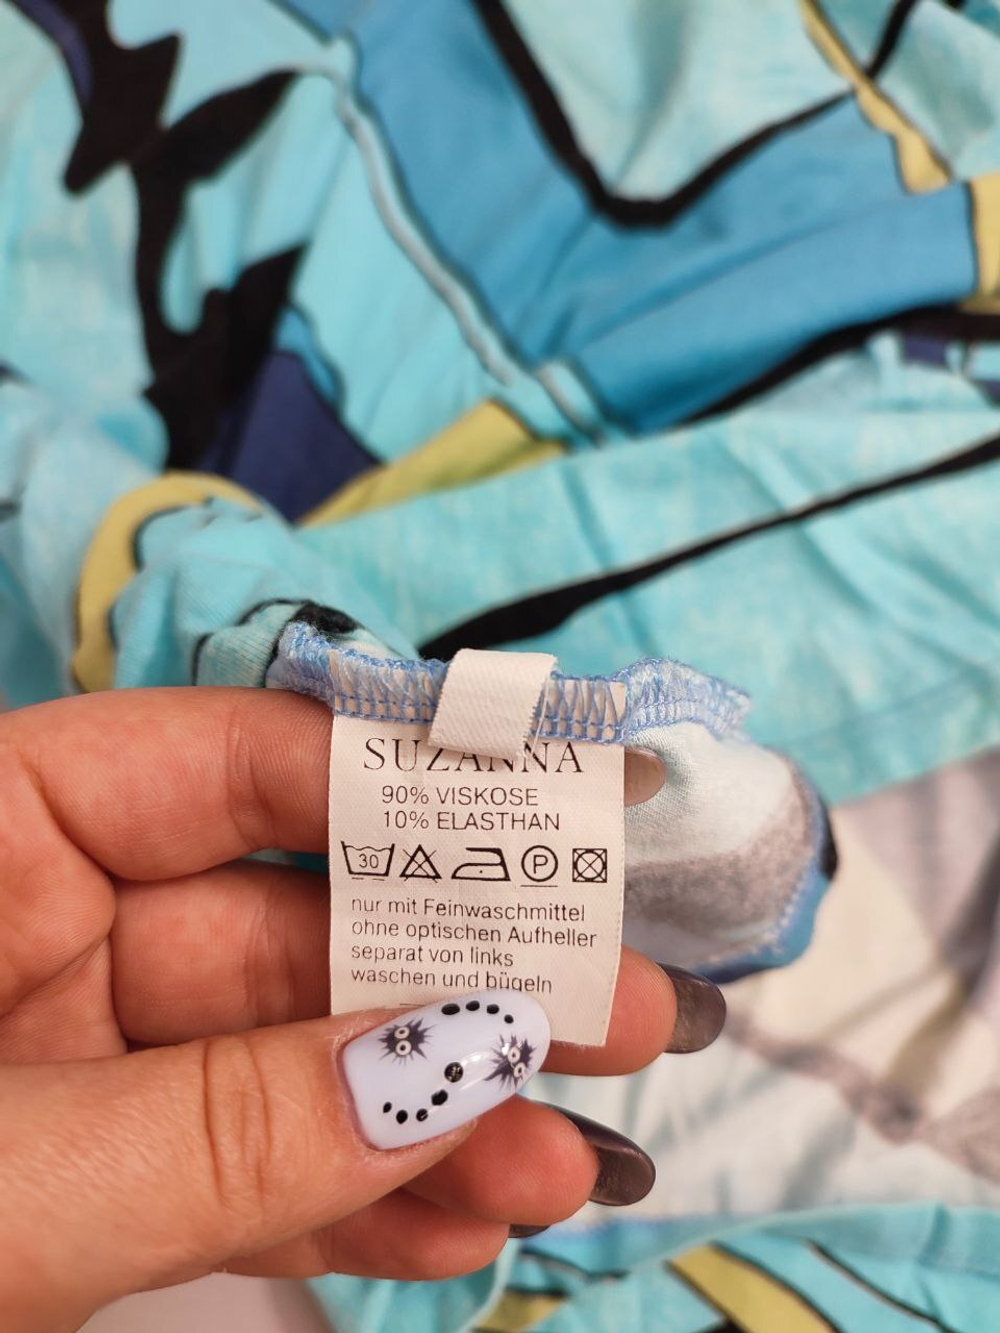 SUZANNA
90% VISKOSE
10% ELASTHAN
30 P
nur mit Feinwaschmittel
ohne optischen Aufheller
separat von links
waschen und bügeln